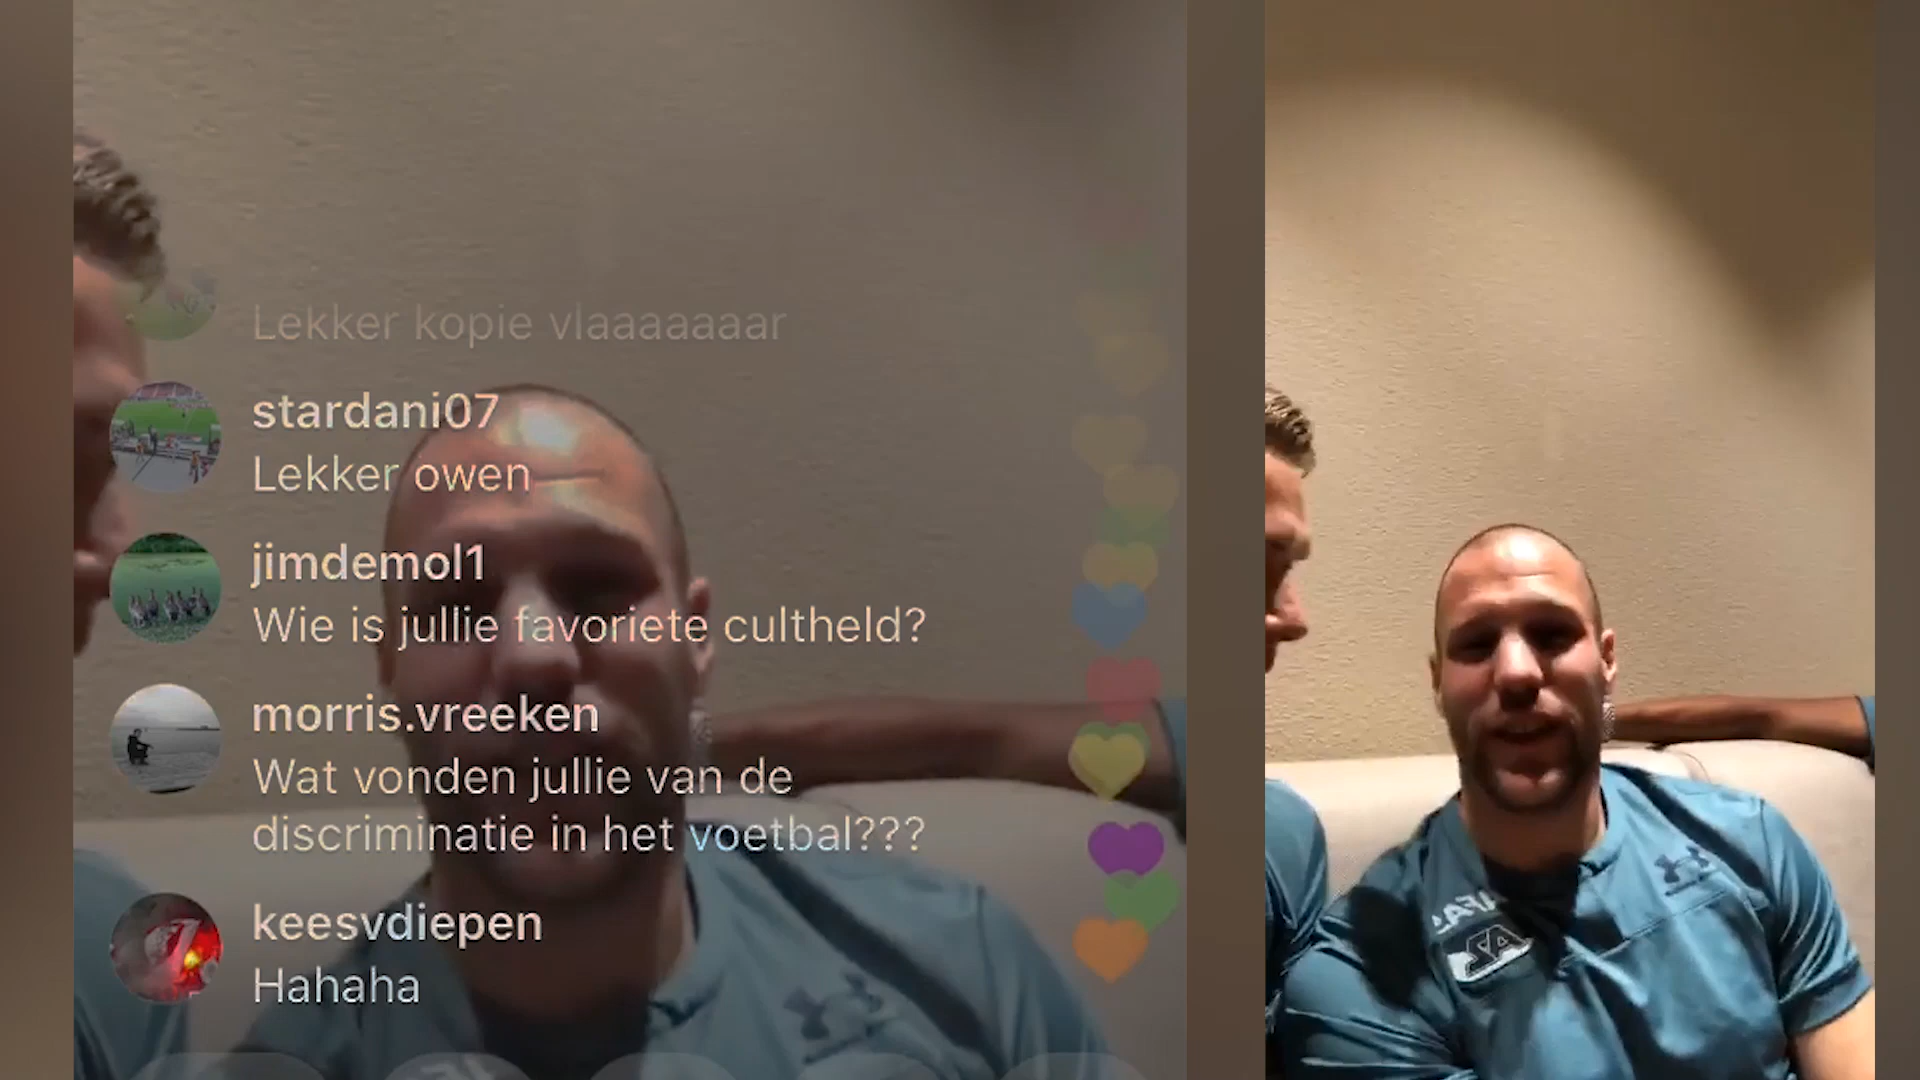 Lekker kopie vlaaaaaaar
stardani07
Lekker owen
jimdemol1
Wie is jullie favoriete cultheld?
morris.vreeken
Wat vonden jullie van de
discriminatie in het voetbal???
keesvdiepen
Hahaha
AZ